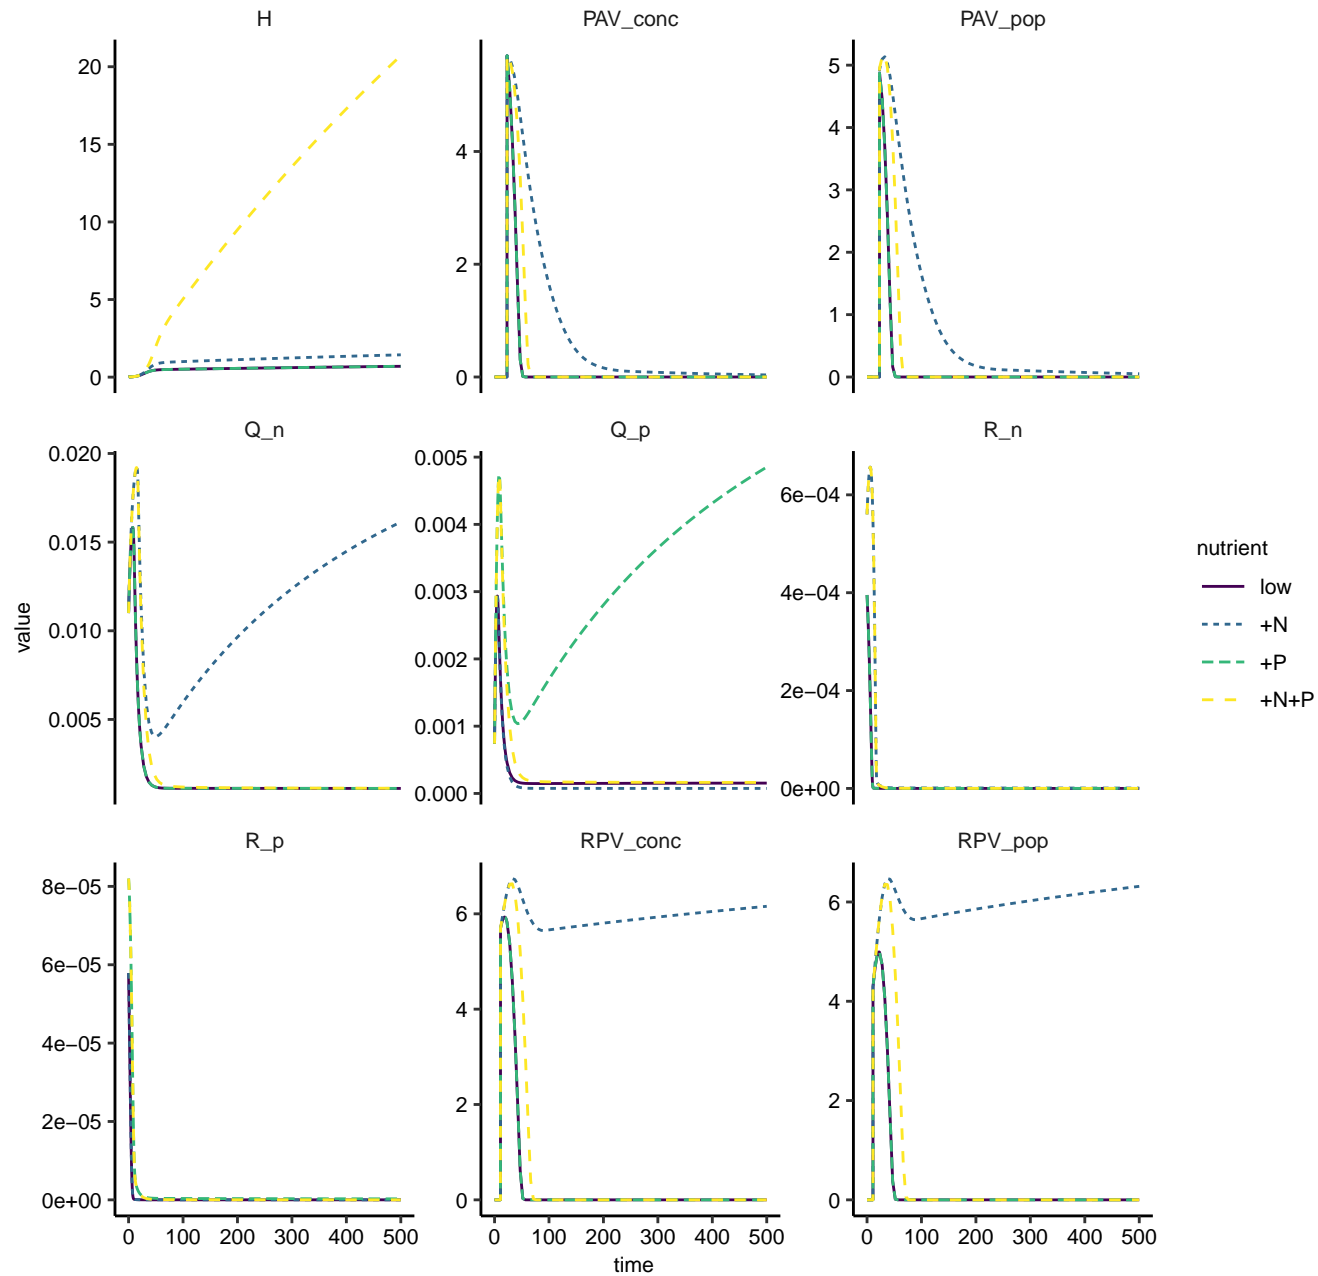 H
PAV_conc
PAV_pop
20
15
10
5
0
4
2
0
5
4
3
2
1
0
Q_n
Q_p
R_n
0.020
0.015
0.010
0.005
0.005
0.004
0.003
0.002
0.001
0.000
6e−04
4e−04
2e−04
0e+00
value
nutrient
low
+N
+P
+N+P
R_p
RPV_conc
RPV_pop
8e−05
6e−05
4e−05
2e−05
0e+00
6
4
2
0
6
4
2
0
0 100 200 300 400 500
0 100 200 300 400 500
0 100 200 300 400 500
time